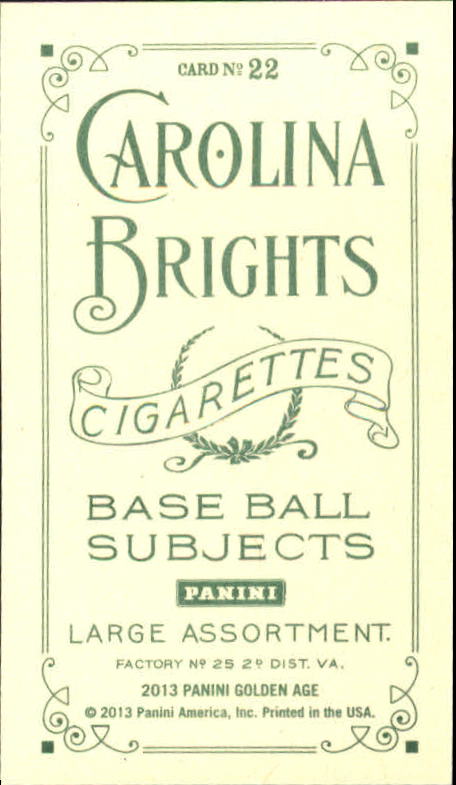 CARD Nº 22
CAROLINA
BRIGHTS
CIGARETTES
BASE BALL
SUBJECTS
PANINI
LARGE ASSORTMENT.
FACTORY Nº 25 2º DIST. VA.
2013 PANINI GOLDEN AGE
© 2013 Panini America, Inc. Printed in the USA.